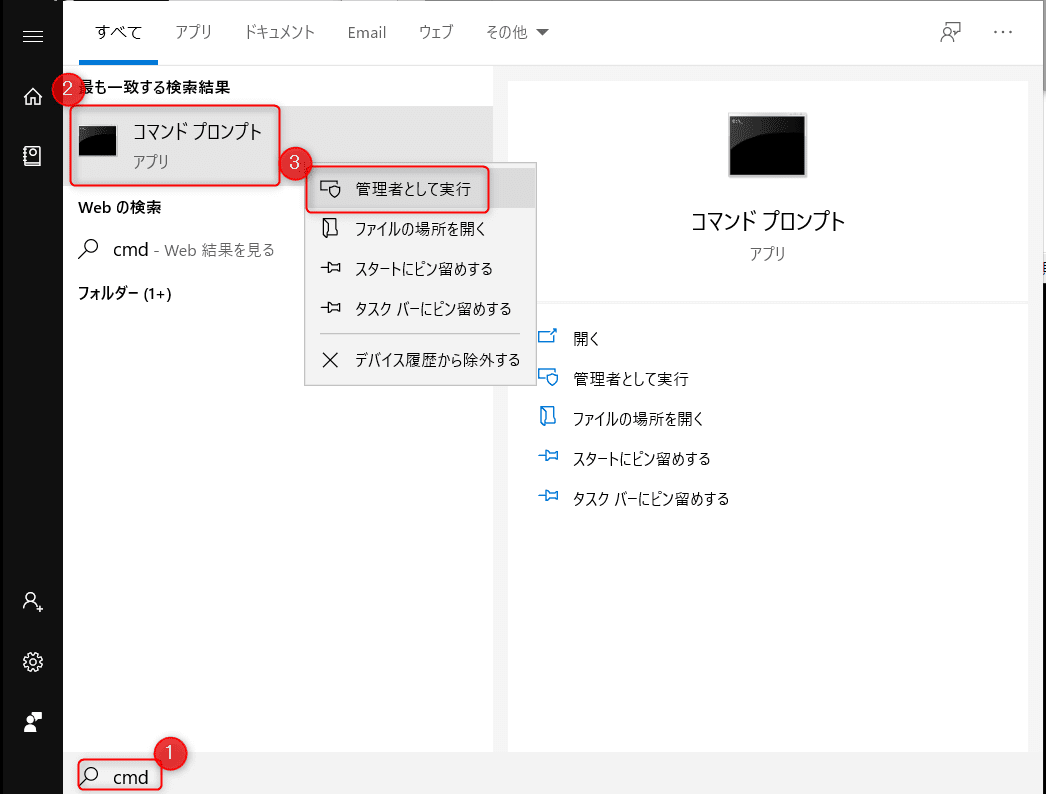 すべて アプリ ドキュメント Email ウェブ その他
2 最も一致する検索結果
コマンド プロンプト
アプリ
3
管理者として実行
ファイルの場所を開く
スタートにピン留めする
タスク バーにピン留めする
デバイス履歴から除外する
Web の検索
cmd - Web 結果を見る
フォルダー (1+)
コマンド プロンプト
アプリ
開く
管理者として実行
ファイルの場所を開く
スタートにピン留めする
タスク バーにピン留めする
1
cmd